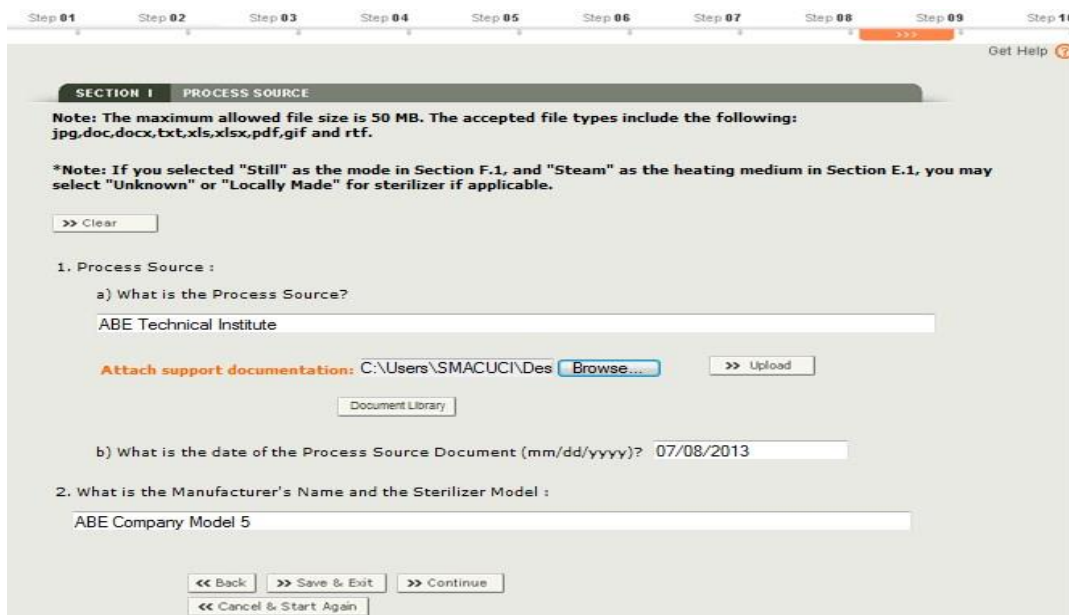 Step 01 Step 02 Step 03 Step 04 Step 05 Step 06 Step 07 Step 08 Step 09 Step 10
>>>
Get Help ?
SECTION I PROCESS SOURCE
Note: The maximum allowed file size is 50 MB. The accepted file types include the following:
jpg,doc,docx,txt,xls,xlsx,pdf,gif and rtf.
*Note: If you selected "Still" as the mode in Section F.1, and "Steam" as the heating medium in Section E.1, you may
select "Unknown" or "Locally Made" for sterilizer if applicable.
>> Clear
1. Process Source :
a) What is the Process Source?
ABE Technical Institute
Attach support documentation: C:\Users\SMACUCI\Des Browse... >> Upload
Document Library
b) What is the date of the Process Source Document (mm/dd/yyyy)? 07/08/2013
2. What is the Manufacturer's Name and the Sterilizer Model :
ABE Company Model 5
<< Back >> Save & Exit >> Continue
<< Cancel & Start Again